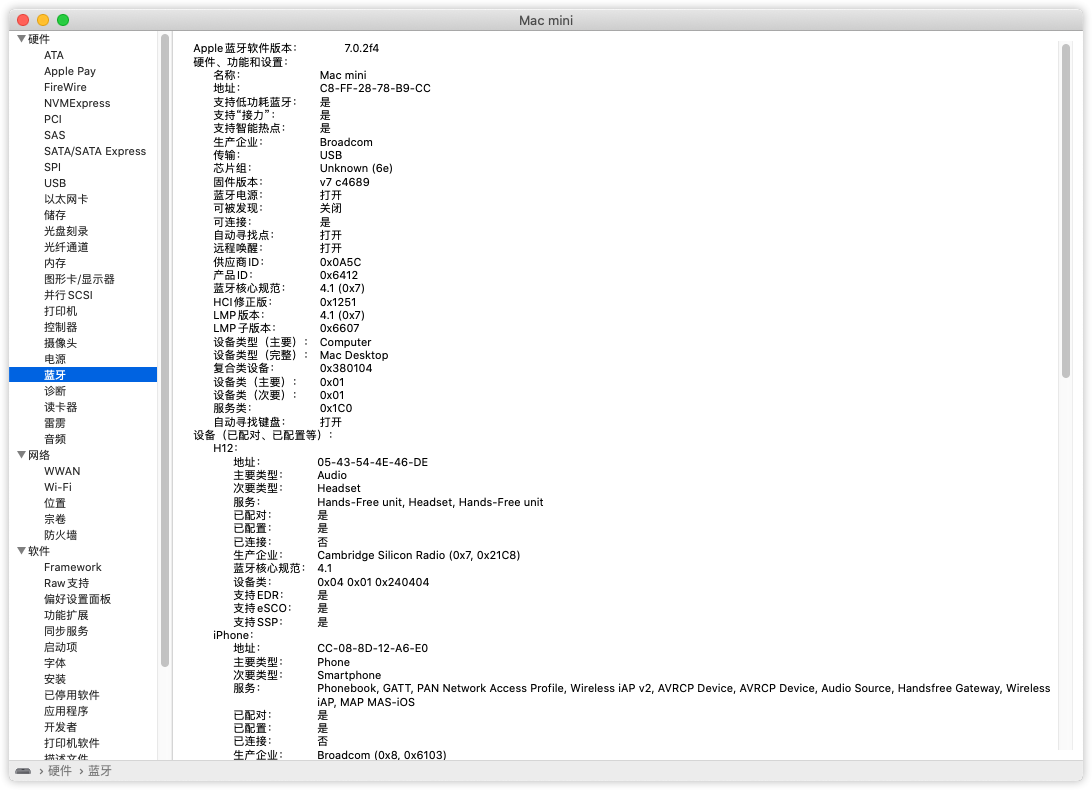 Mac mini
硬件
ATA
Apple Pay
FireWire
NVMExpress
PCI
SAS
SATA/SATA Express
SPI
USB
以太网卡
储存
光盘刻录
光纤通道
内存
图形卡/显示器
并行SCSI
打印机
控制器
摄像头
电源
蓝牙
诊断
读卡器
雷雳
音频
网络
WWAN
Wi-Fi
位置
宗卷
防火墙
软件
Framework
Raw支持
偏好设置面板
功能扩展
同步服务
启动项
字体
安装
已停用软件
应用程序
开发者
打印机软件
描述文件
Apple蓝牙软件版本： 7.0.2f4
硬件、功能和设置：
名称： Mac mini
地址： C8-FF-28-78-B9-CC
支持低功耗蓝牙： 是
支持“接力”： 是
支持智能热点： 是
生产企业： Broadcom
传输： USB
芯片组： Unknown (6e)
固件版本： v7 c4689
蓝牙电源： 打开
可被发现： 关闭
可连接： 是
自动寻找点： 打开
远程唤醒： 打开
供应商ID： 0x0A5C
产品ID： 0x6412
蓝牙核心规范： 4.1 (0x7)
HCI修正版： 0x1251
LMP版本： 4.1 (0x7)
LMP子版本： 0x6607
设备类型（主要）： Computer
设备类型（完整）： Mac Desktop
复合类设备： 0x380104
设备类（主要）： 0x01
设备类（次要）： 0x01
服务类： 0x1C0
自动寻找键盘： 打开
设备（已配对、已配置等）：
H12：
地址： 05-43-54-4E-46-DE
主要类型： Audio
次要类型： Headset
服务： Hands-Free unit, Headset, Hands-Free unit
已配对： 是
已配置： 是
已连接： 否
生产企业： Cambridge Silicon Radio (0x7, 0x21C8)
蓝牙核心规范： 4.1
设备类： 0x04 0x01 0x240404
支持EDR： 是
支持eSCO： 是
支持SSP： 是
iPhone：
地址： CC-08-8D-12-A6-E0
主要类型： Phone
次要类型： Smartphone
服务： Phonebook, GATT, PAN Network Access Profile, Wireless iAP v2, AVRCP Device, AVRCP Device, Audio Source, Handsfree Gateway, Wireless
iAP, MAP MAS-iOS
已配对： 是
已配置： 是
已连接： 否
生产企业： Broadcom (0x8, 0x6103)
› 硬件 › 蓝牙